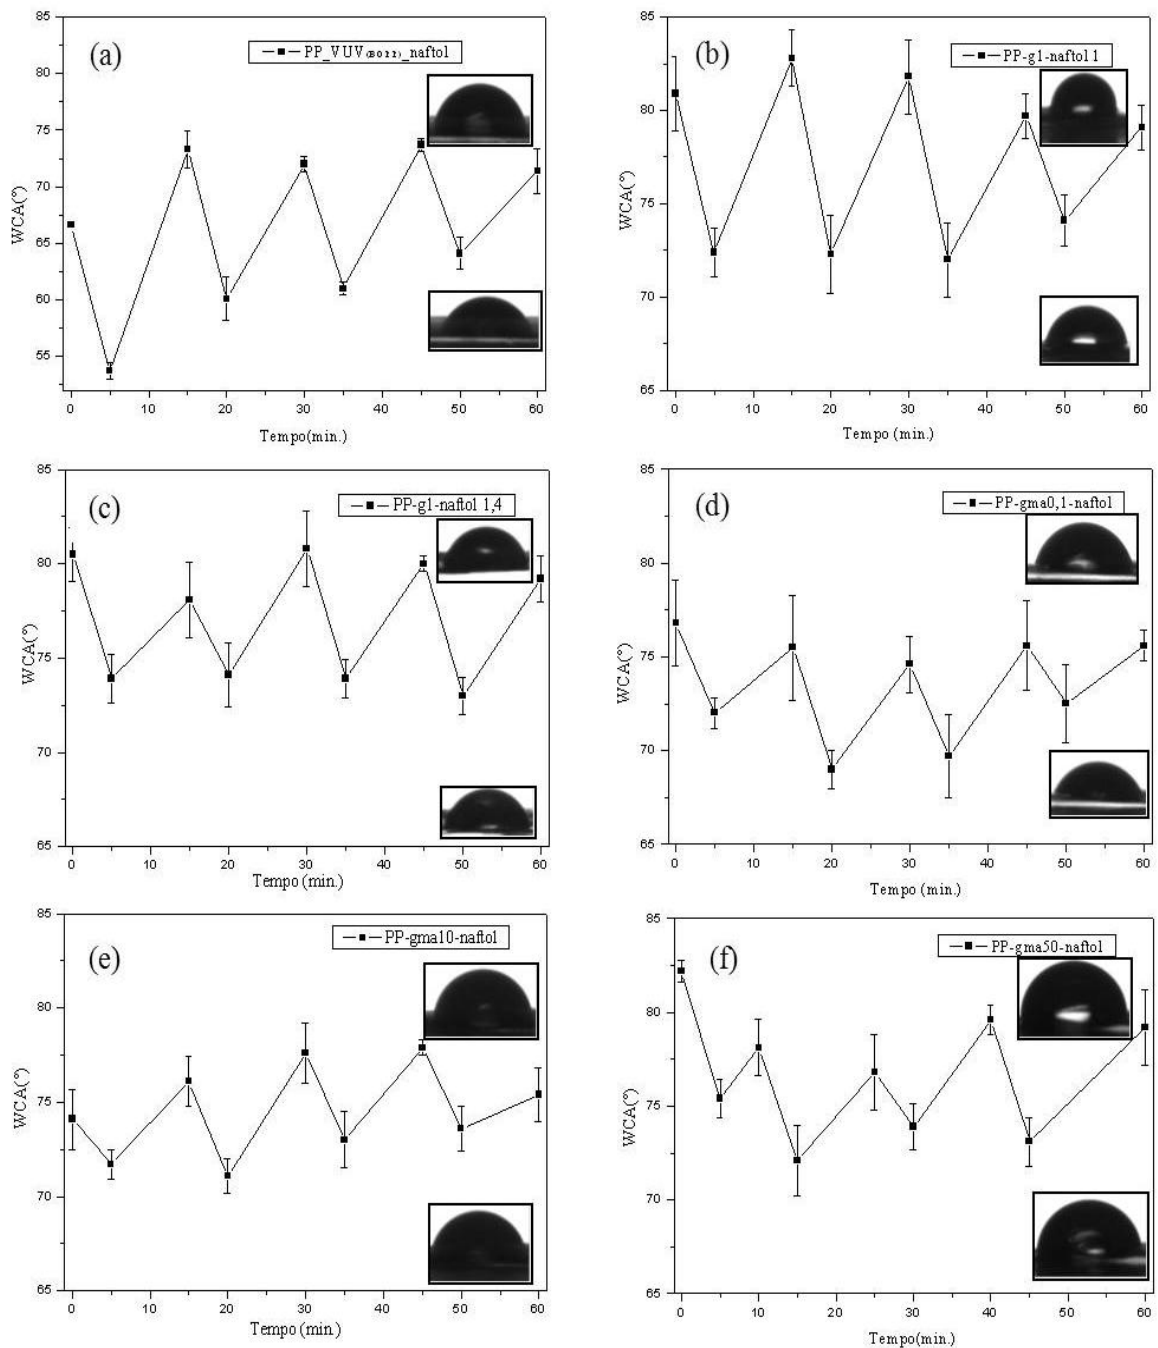 (a)
PP_VUV(BO22)_naftol
85
80
75
70
65
60
55
WCA(°)
0 10 20 30 40 50 60
Tempo(min.)
(b)
PP-g1-naftol 1
85
80
75
70
65
WCA(°)
0 10 20 30 40 50 60
Tempo (min.)
(c)
PP-g1-naftol 1,4
85
80
75
70
65
WCA(°)
0 10 20 30 40 50 60
Tempo (min.)
(d)
PP-gma0,1-naftol
85
80
75
70
65
WCA(°)
0 10 20 30 40 50 60
Tempo (min.)
(e)
PP-gma10-naftol
85
80
75
70
65
WCA(°)
0 10 20 30 40 50 60
Tempo (min.)
(f)
PP-gma50-naftol
85
80
75
70
65
WCA(°)
0 10 20 30 40 50 60
Tempo(min.)